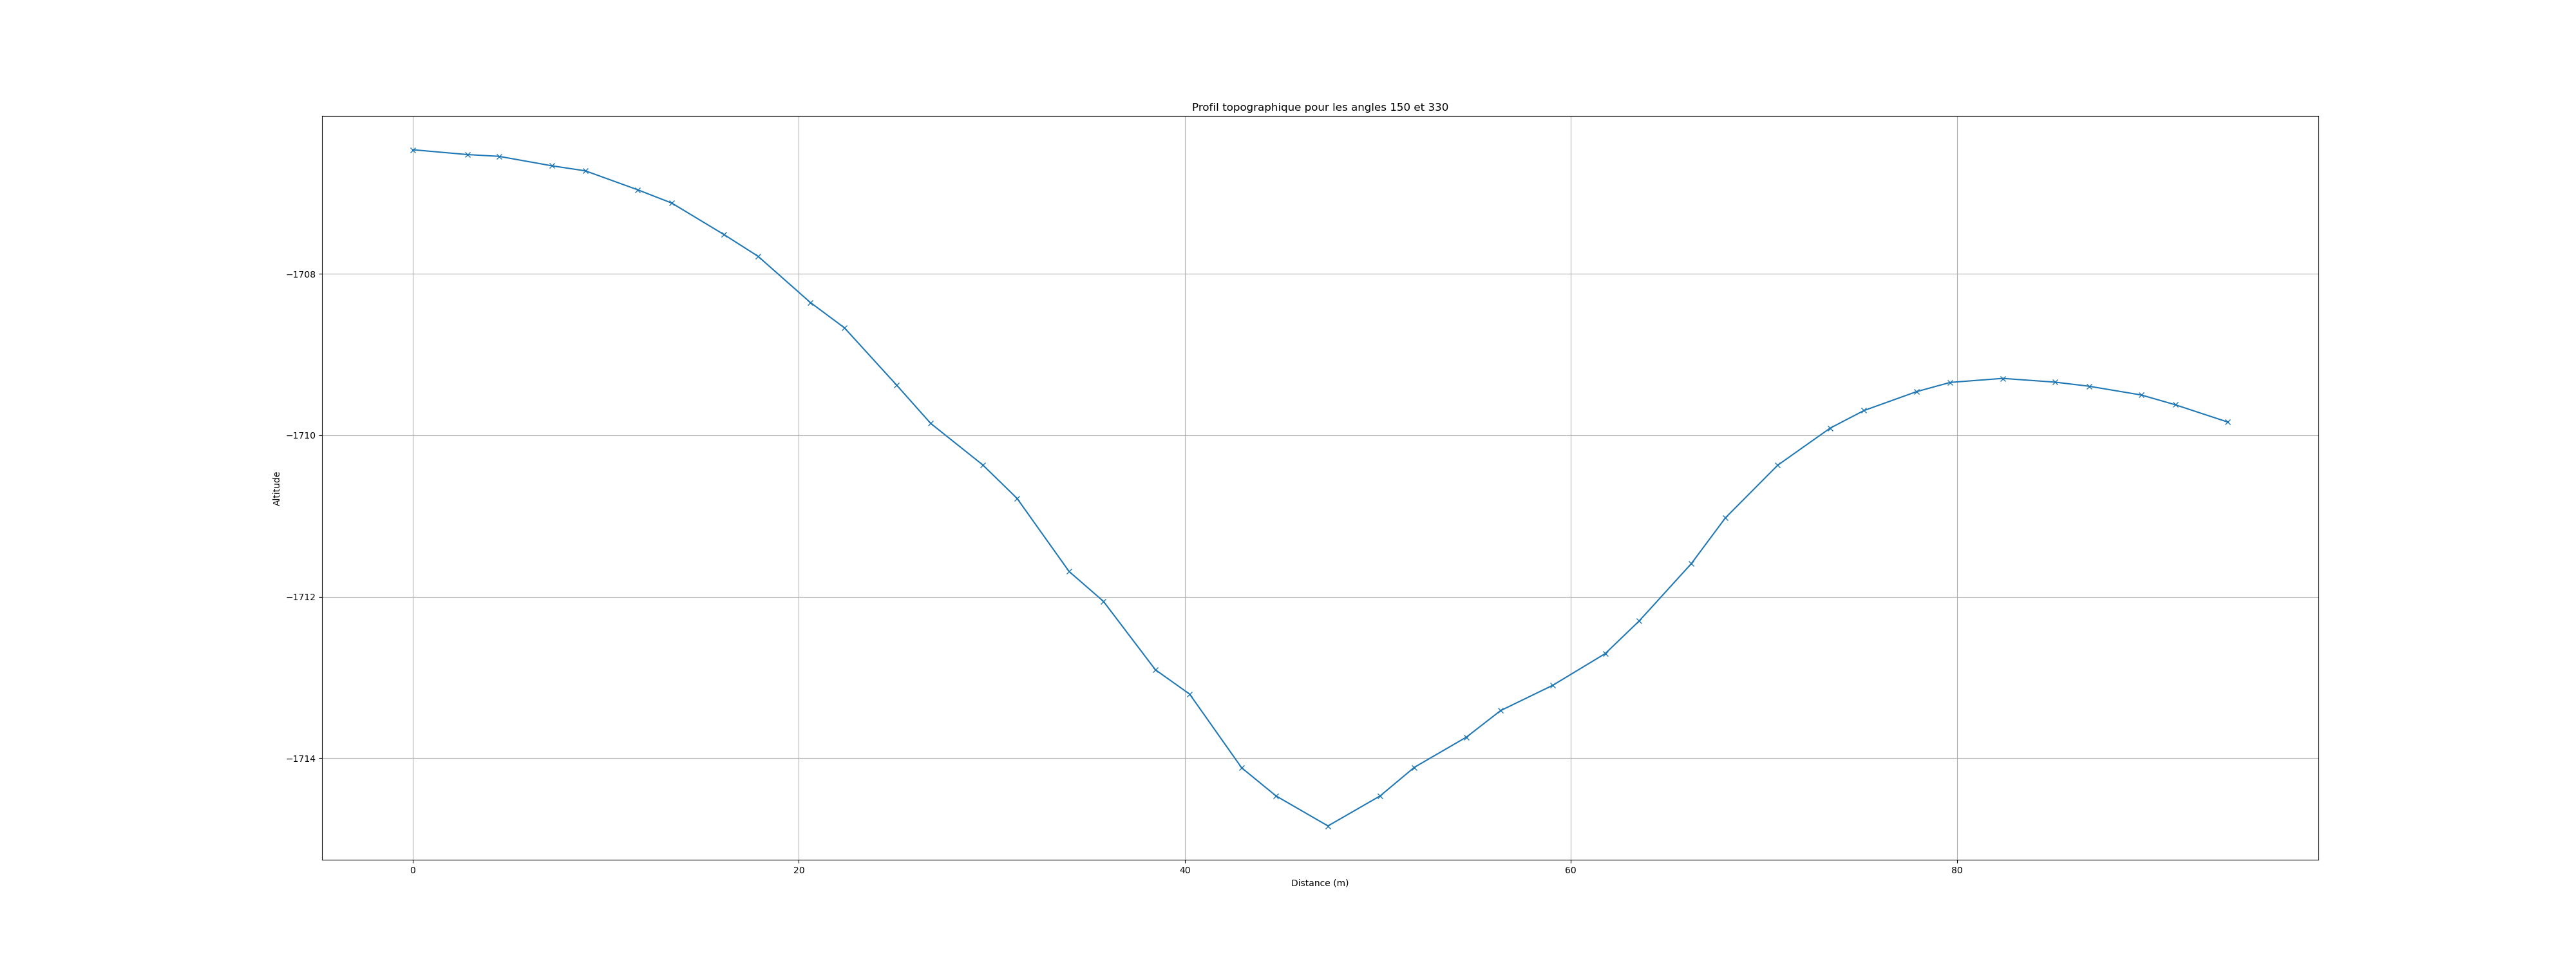 Profil topographique pour les angles 150 et 330
−1708
−1710
−1712
−1714
Altitude
0 20 40 60 80
Distance (m)